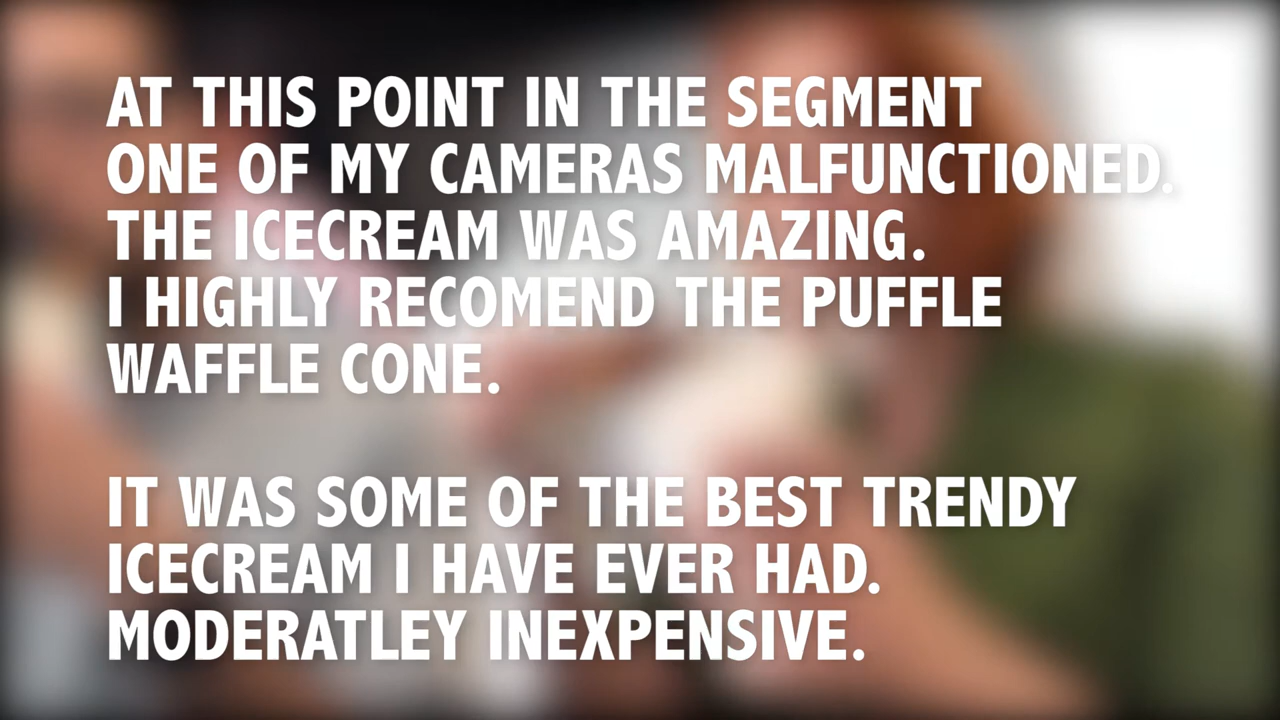 AT THIS POINT IN THE SEGMENT
ONE OF MY CAMERAS MALFUNCTIONED.
THE ICECREAM WAS AMAZING.
I HIGHLY RECOMEND THE PUFFLE
WAFFLE CONE.
IT WAS SOME OF THE BEST TRENDY
ICECREAM I HAVE EVER HAD.
MODERATLEY INEXPENSIVE.